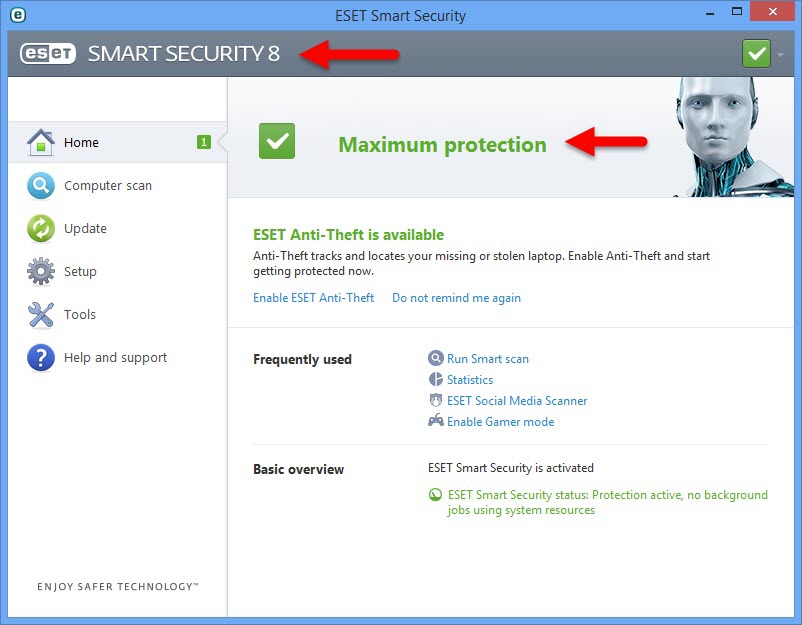 e ESET Smart Security
eset SMART SECURITY 8
Home 1
Computer scan
Update
Setup
Tools
? Help and support
ENJOY SAFER TECHNOLOGY™
Maximum protection
ESET Anti-Theft is available
Anti-Theft tracks and locates your missing or stolen laptop. Enable Anti-Theft and start
getting protected now.
Enable ESET Anti-Theft Do not remind me again
Frequently used
Run Smart scan
Statistics
ESET Social Media Scanner
Enable Gamer mode
Basic overview
ESET Smart Security is activated
ESET Smart Security status: Protection active, no background
jobs using system resources